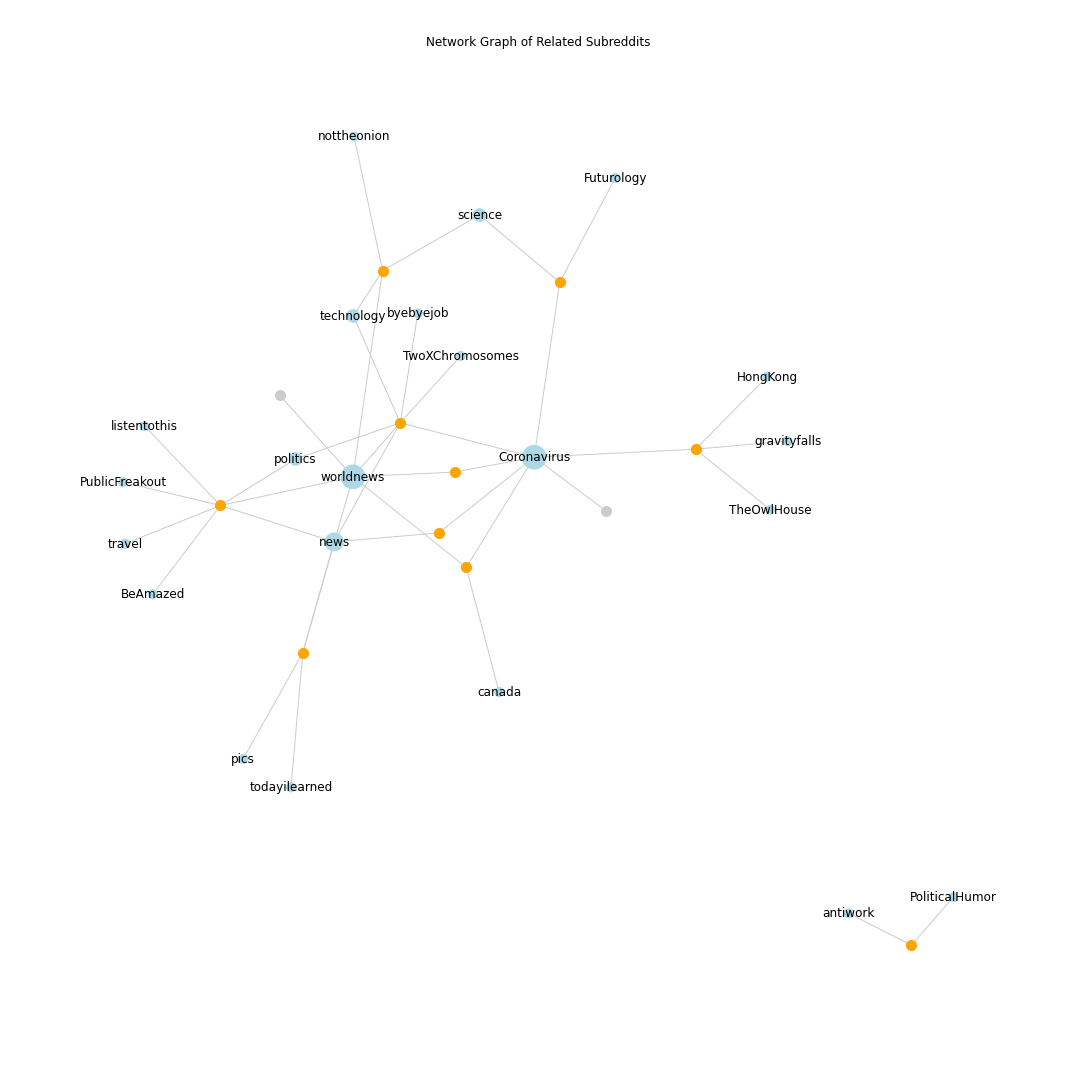 Network Graph of Related Subreddits
nottheonion
Futurology
science
technology
byebyejob
TwoXChromosomes
HongKong
listentothis
gravityfalls
politics
Coronavirus
worldnews
PublicFreakout
TheOwlHouse
travel
news
BeAmazed
canada
pics
todayilearned
PoliticalHumor
antiwork